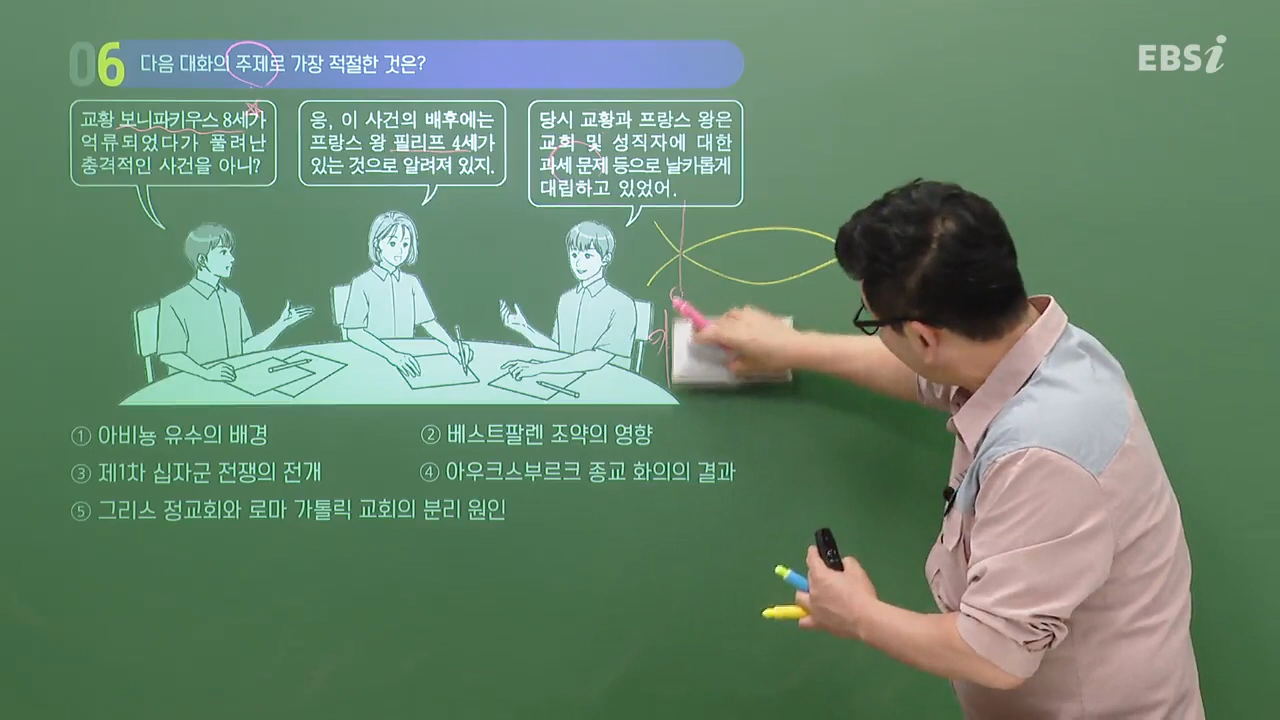 06 다음 대화의 주제로 가장 적절한 것은?
EBSi
교황 보니파키우스 8세가
억류되었다가 풀려난
충격적인 사건을 아니?
응, 이 사건의 배후에는
프랑스 왕 필리프 4세가
있는 것으로 알려져 있지.
당시 교황과 프랑스 왕은
교회 및 성직자에 대한
과세 문제 등으로 날카롭게
대립하고 있었어.
① 아비뇽 유수의 배경
② 베스트팔렌 조약의 영향
③ 제1차 십자군 전쟁의 전개
④ 아우크스부르크 종교 화의의 결과
⑤ 그리스 정교회와 로마 가톨릭 교회의 분리 원인